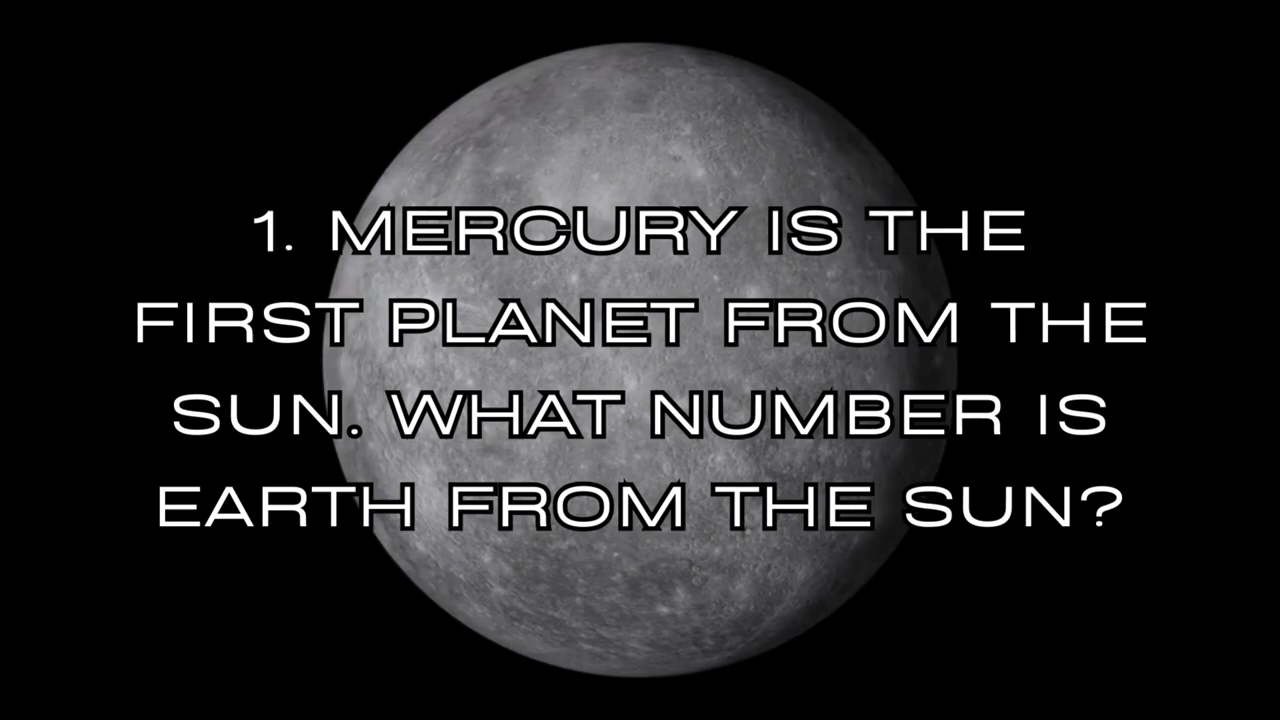 1. MERCURY IS THE
FIRST PLANET FROM THE
SUN. WHAT NUMBER IS
EARTH FROM THE SUN?